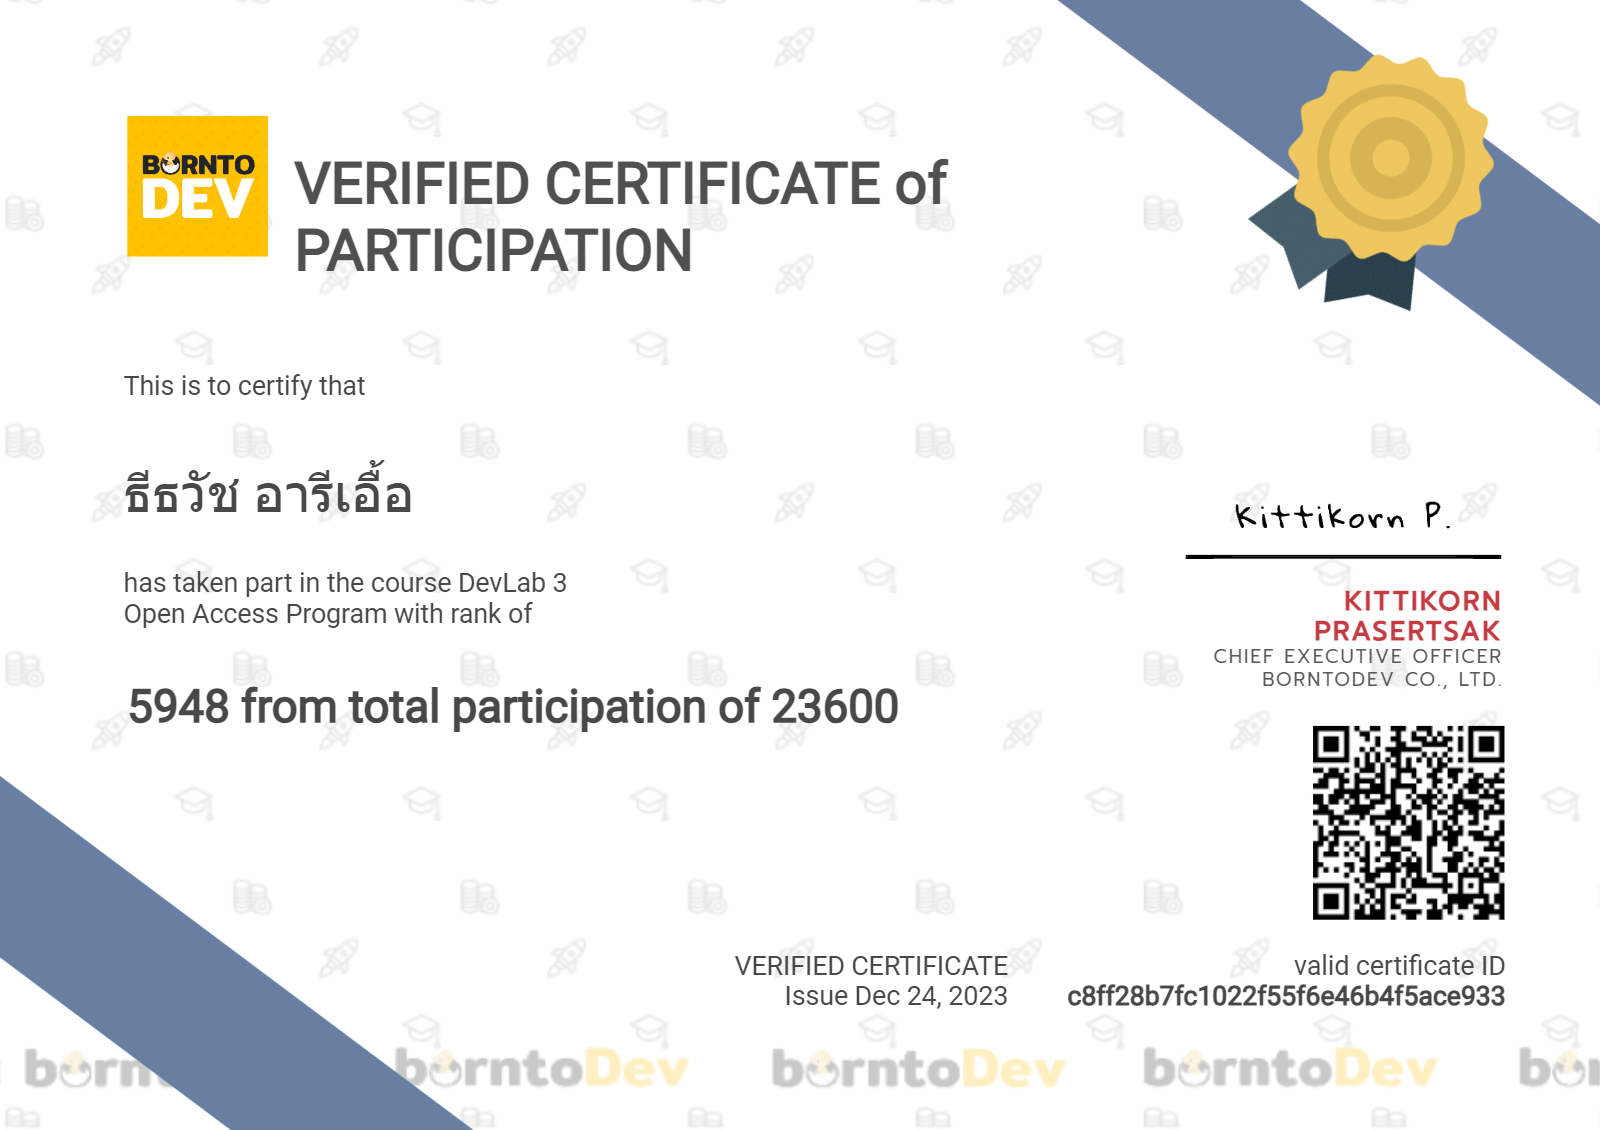 BORNTO
DEV
VERIFIED CERTIFICATE of
PARTICIPATION
This is to certify that
ธีธวัช อารีเอื้อ
has taken part in the course DevLab 3
Open Access Program with rank of
5948 from total participation of 23600
Kittikorn P.
KITTIKORN
PRASERTSAK
CHIEF EXECUTIVE OFFICER
BORNTODEV CO., LTD.
VERIFIED CERTIFICATE
Issue Dec 24, 2023
valid certificate ID
c8ff28b7fc1022f55f6e46b4f5ace933
borntoDev borntoDev borntoDev